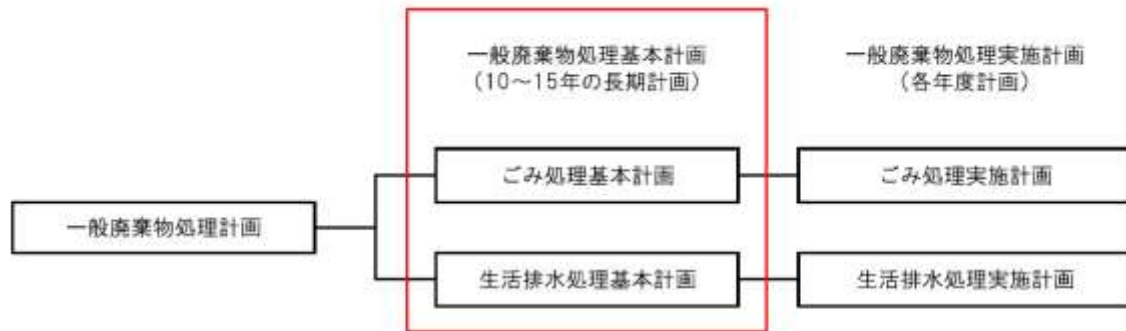 一般廃棄物処理基本計画
（10～15年の長期計画）
一般廃棄物処理実施計画
（各年度計画）
ごみ処理基本計画
ごみ処理実施計画
一般廃棄物処理計画
生活排水処理基本計画
生活排水処理実施計画